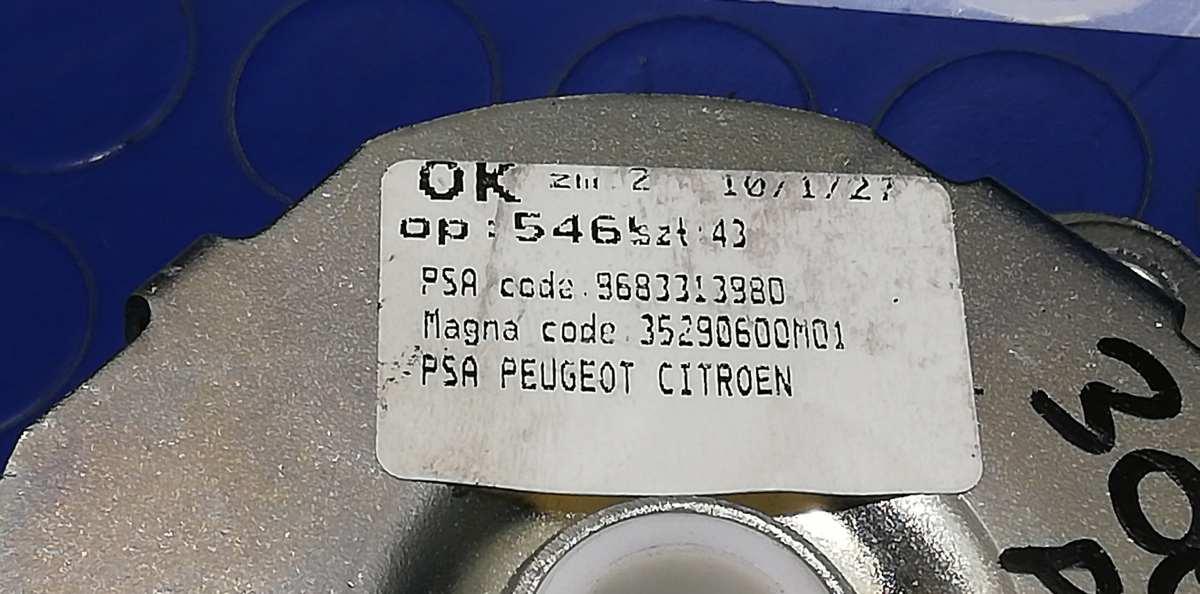 OK zm. 2 10/1/27
op:546 szt:43
PSA code.9683313980
Magna code.35290600M01
PSA PEUGEOT CITROEN
308
P